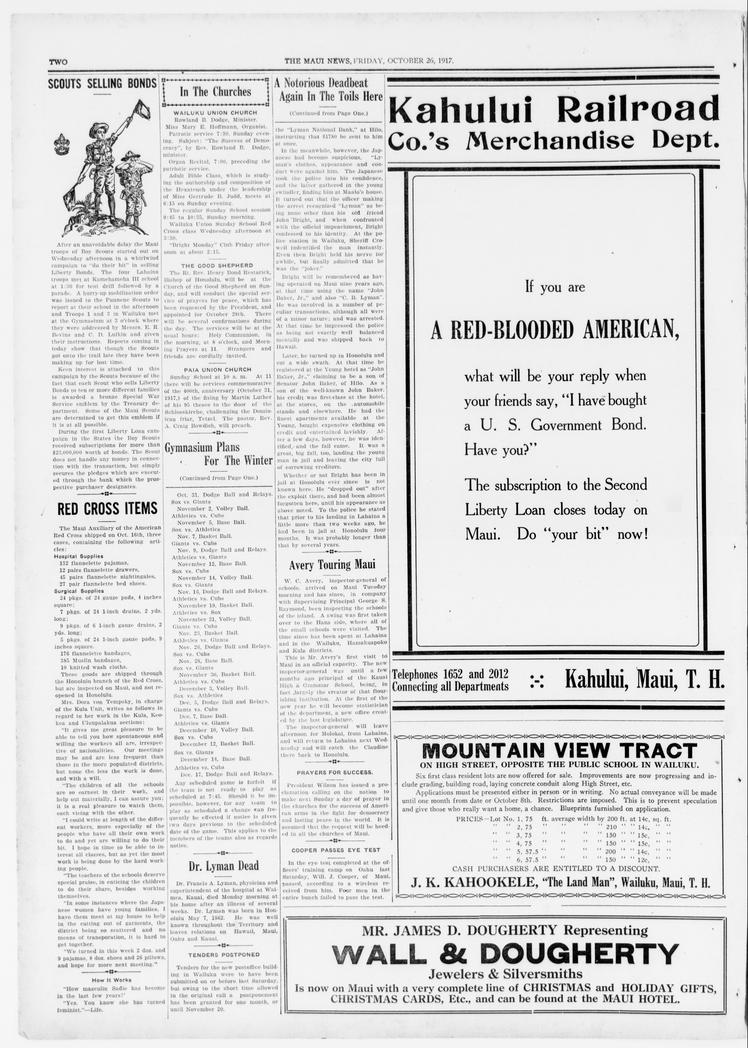 TWO
THE MAUI NEWS, FRIDAY, OCTOBER 26, 1917.
SCOUTS SELLING BONDS
After an unavoidable delay the Maui
troops of Boy Scouts started out on
Wednesday afternoon in a whirlwind
campaign to "do their bit" in selling
Liberty Bonds. The four Lahaina
troops met at Kamehameha III school
at 1:30 for test drill followed by a
parade. A hurry-up mobilization order
was issued to the Puunene Scouts to
report at their school in the afternoon
and Troops 1 and 3 in Wailuku met
at the Gymnasium at 3 o'clock where
they were addressed by Messrs. E. R.
Bevins and C. D. Lufkin and given
their instructions. Reports coming in
today show that though the Scouts
got onto the trail late they have been
making up for lost time.
Keen interest is attached to this
campaign by the Scouts because of the
fact that each Scout who sells Liberty
Bonds to ten or more different families
is awarded a bronze Special War
Service emblem by the Treasury de-
partment. Some of the Maui Scouts
are determined to get this emblem if
it is at all possible.
During the first Liberty Loan cam-
paign in the States the Boy Scouts
received subscriptions for more than
$23,000,000 worth of bonds. The Scout
does not handle any money in connec-
tion with the transaction, but simply
secures the pledges which are execut-
ed through the bank which the pros-
pective purchaser designates.
RED CROSS ITEMS
The Maui Auxiliary of the American
Red Cross shipped on Oct. 16th, three
cases, containing the following arti-
cles:
Hospital Supplies
132 flannelette pajamas,
12 pairs flannelette drawers,
45 pairs flannelette nightingales,
27 pair flannelette bed shoes.
Surgical Supplies
24 pkgs. of 24 gauze pads, 4 inches
square;
7 pkgs. of 24 1-inch drains, 2 yds.
long;
9 pkgs. of 6 1-inch gauze drains, 2
yds. long;
5 pkgs. of 24 2-inch gauze pads, 9
inches square.
176 flannelette bandages,
385 Muslin bandages,
10 knitted wash cloths.
These goods are shipped through
the Honolulu branch of the Red Cross,
but are inspected on Maui, and not re-
opened in Honolulu.
Mrs. Dora von Tempsky, in charge
of the Kula Unit, writes as follows in
regard to her work in the Kula, Keo-
kea and Ulupalakua sections:
"It gives me great pleasure to be
able to tell you how spontaneous and
willing the workers all are, irrespec-
tive of nationalities. Our meetings
may be and are less frequent than
those in the more populated districts,
but none the less the work is done,
and with a will.
"The children of all the schools
are so earnest in their work, and
help out materially, I can assure you;
it is a real pleasure to watch them,
each vieing with the other.
"I could write at length of the differ-
ent workers, more especially of the
people who have all their own work
to do and yet are willing to do their
bit. I hope in time to be able to in-
terest all classes, but as yet the most
work is being done by the hard work
ing people.
"The teachers of the schools deserve
special praise, in enticing the children
to do their share, besides working
themselves.
"In some instances where the Japa-
nese women have young families, I
have them meet at my house to help
in the cutting out of garments, the
district being so scattered and no
means of transporation, it is hard to
get together.
"We turned in this week 2 doz. and
9 pajamas, 8 doz. shoes and 26 pillows,
and hope for more next meeting."
How It Works
"How masculin Sadie has become
in the last few years!"
"Yes. You know she has turned
feminist."—Life.
In The Churches
WAILUKU UNION CHURCH
Rowland B. Dodge, Minister.
Miss Mary E. Hoffmann, Organist.
Patriotic service 7:30, Sunday even-
ing. Subject: "The Success of Demo-
cracy", by Rev. Rowland B. Dodge,
minister.
Organ Recital, 7:00, preceding the
patriotic service.
Adult Bible Class, which is study-
ing the authorship and composition of
the Hexateuch under the leadership
of Miss Gertrude B. Judd, meets at
6:15 on Sunday evening.
The regular Sunday School session
9:45 to 10:35, Sunday morning.
Wailuku Union Sunday School Red
Cross class Wednesday afternoon at
3:30.
"Bright Monday" Club Friday after-
noon at about 2:15.
THE GOOD SHEPHERD
The Rt. Rev. Henry Bond Restarick,
Bishop of Honolulu, will be at the
Church of the Good Shepherd on Sun-
day, and will conduct the special ser-
vice of prayers for peace, which has
been requested by the President, and
appointed for October 28th. There
will be several confirmations during
the day. The services will be at the
usual hours: Holy Communion, in
the morning, at 8 o'clock, and Morn-
ing Prayers at 11. Strangers and
friends are cordially invited.
PAIA UNION CHURCH
Sunday School at 10 a. m. At 11
there will be services commemorative
of the 400th anniversary (October 31,
1917,) of the fixing by Martin Luther
of his 95 theses to the door of the
Schlosskirche, challenging the Domin-
ican friar, Tetzel. The pastor, Rev.
A. Craig Bowdish, will preach.
Gymnasium Plans
For The Winter
(Continued from Page One.)
Oct. 31, Dodge Ball and Relays.
Sox vs. Giants
November 2, Volley Ball.
Athletics vs. Cubs
November 5, Base Ball.
Sox vs. Athletics
Nov. 7, Basket Ball.
Giants vs. Cubs
Nov. 9, Dodge Ball and Relays.
Athletics vs. Giants
November 12, Base Ball.
Sox vs. Cubs
November 14, Volley Ball.
Sox vs. Giants
Nov. 16, Dodge Ball and Relays.
Athletics vs. Cubs
November 19, Basket Ball.
Athletics vs. Sox
November 21, Volley Ball.
Giants vs. Cubs
Nov. 23, Basket Ball.
Athletics vs. Giants
Nov. 26, Dodge Ball and Relays.
Sox vs. Cubs
Nov. 28, Base Ball.
Sox vs. Giants
November 30, Basket Ball.
Athletics vs. Cubs
December 3, Volley Ball.
Sox vs. Athletics
Dec. 5, Dodge Ball and Relays.
Giants vs. Cubs
Dec. 7, Base Ball.
Athletics vs. Giants
December 10, Volley Ball.
Sox vs. Cubs
December 12, Basket Ball.
Sox vs. Giants
December 14, Base Ball.
Athletics vs. Cubs
Dec. 17, Dodge Ball and Relays.
Any scheduled game is forfeit if
the team is not ready to play as
scheduled at 7:45. Should it be im-
possible, however, for any team to
play as scheduled a change can fre-
quently be effected if notice is given
two days previous to the scheduled
date of the game. This applies to the
members of the teams also as regards
notice.
Dr. Lyman Dead
Dr. Francis A. Lyman, physician and
superintendent of the hospital at Wai-
mea, Kauai, died Monday morning at
his home after an illness of several
weeks. Dr. Lyman was born in Hon-
olulu May 7, 1862. He was well
known throughout the Territory and
leaves relations on Hawaii, Maui,
Oahu and Kauai.
TENDERS POSTPONED
Tenders for the new postoffice build-
ing in Wailuku were to have been
submitted on or before last Saturday,
but owing to the short time allowed
in the original call a postponement
has been granted for one month, or
until November 20.
A Notorious Deadbeat
Again In The Toils Here
(Continued from Page One.)
the "Lyman National Bank," at Hilo,
instructing that $1780 be sent to him
at once.
In the meanwhile, however, the Jap-
anese had become suspicious. "Ly-
man's clothes, appearance and con-
duct were against him. The Japanese
took the police into his confidence,
and the latter gathered in the young
swindler, finding him at Maalo's house.
It turned out that the officer making
the arrest recognized "Lyman" as be-
ing none other than his old friend
John Bright, and when confronted
with the official impeachment, Bright
confessed to his identity. At the po-
lice station in Wailuku, Sheriff Cro-
well indentified the man instantly.
Even then Bright held his nerve for
awhile, but finally admitted that he
was the "joker."
Bright will be remembered as hav-
ing operated on Maui nine years ago,
at that time using the name "John
Baker, Jr.," and also "C. B. Lyman".
He was involved in a number of pe-
culiar transactions, although all were
of a minor nature; and was arrested.
At that time he impressed the police
as being not exactly well balanced
mentally and was shipped back to
Hawaii.
Later, he turned up in Honolulu and
cut a wide swath. At that time he
registered at the Young hotel as "John
Baker, Jr.," claiming to be a son of
Senator John Baker, of Hilo. As a
son of the well-known John Baker,
his credit was first-class at the hotel,
at the stores, on the automobile
stands and elsewhere. He had the
finest apartments available at the
Young, bought expensive clothing on
credit and entertained lavishly. Af-
ter a few days, however, he was iden-
tified, and the fall came. It was a
great, big fall, too, landing the young
man in jail and leaving the city full
of sorrowing creditors.
Whether or not Bright has been in
jail at Honolulu ever since is not
known here. He "dropped out" after
the exploit there, and had been almost
forgotten here, until his appearance as
above noted. To the police he stated
that prior to his landing in Lahaina a
little more than two weeks ago, he
had been in jail at Honolulu four
months. It was probably longer than
that by several years.
Avery Touring Maui
W. C. Avery, inspector-general of
schools, arrived on Maui Tuesday
morning and has since, in company
with Supervising Principal George S.
Raymond, been inspecting the schools
of the island. A swing was first taken
over to the Hana side, where all of
the small schools were visited. The
time since has been spent at Lahaina
and in the Wailuku, Hamakuapoko
and Kula districts.
This is Mr. Avery's first visit to
Maui in an official capacity. The new
inspector-general was until a few
months ago principal of the Kauai
High & Grammar School, being, in
fact largely the creator of that flour-
ishing institution. At the first of the
new year he will become statistician
of the department, a new office creat-
ed by the last legislature.
The inspector-general will leave
afternoon for Molokai, from Lahaina,
and will return to Lahaina next Wed-
nesday and will catch the Claudine
there back to Honolulu.
PRAYERS FOR SUCCESS.
President Wilson has issued a pro-
clamation calling on the nation to
make next Sunday a day of prayer in
the churches for the success of Ameri-
can arms in the fight for democracy
and lasting peace in the world. It is
assumed that the request will be heed-
ed in all the churches of Maui.
COOPER PASSES EYE TEST
In the eye test completed at the of-
ficers' training camp on Oahu last
Saturday, Will J. Cooper, of Maui,
passed, according to a wireless re-
ceived from him. Four men in the
entire bunch failed to pass the test.
Kahului Railroad
Co.'s Merchandise Dept.
If you are
A RED-BLOODED AMERICAN,
what will be your reply when
your friends say, "I have bought
a U. S. Government Bond.
Have you?"
The subscription to the Second
Liberty Loan closes today on
Maui. Do "your bit" now!
Telephones 1652 and 2012
Connecting all Departments
Kahului, Maui, T. H.
MOUNTAIN VIEW TRACT
ON HIGH STREET, OPPOSITE THE PUBLIC SCHOOL IN WAILUKU.
Six first class resident lots are now offered for sale. Improvements are now progressing and in-
clude grading, building road, laying concrete conduit along High Street, etc.
Applications must be presented either in person or in writing. No actual conveyance will be made
until one month from date or October 8th. Restrictions are imposed. This is to prevent speculation
and give those who really want a home, a chance. Blueprints furnished on application.
PRICES—Lot No. 1, 75 ft. average width by 200 ft. at 14c, sq. ft.
" " 2, 75 " " " " 210 " " 14c, " "
" " 3, 75 " " " " 150 " " 15c, " "
" " 4, 75 " " " " 150 " " 15c, " "
" " 5, 57.5 " " " " 200 " " 14c, " "
" " 6, 57.5 " " " " 150 " " 12c, " "
CASH PURCHASERS ARE ENTITLED TO A DISCOUNT.
J. K. KAHOOKELE, "The Land Man", Wailuku, Maui, T. H.
MR. JAMES D. DOUGHERTY Representing
WALL & DOUGHERTY
Jewelers & Silversmiths
Is now on Maui with a very complete line of CHRISTMAS and HOLIDAY GIFTS,
CHRISTMAS CARDS, Etc., and can be found at the MAUI HOTEL.